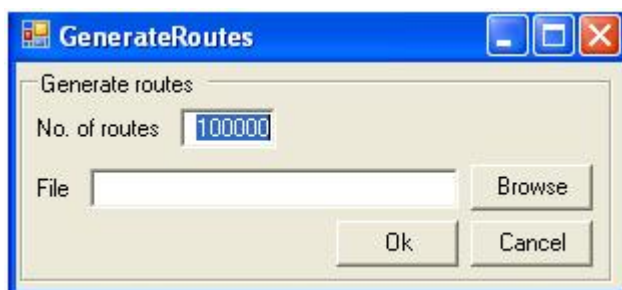 GenerateRoutes
Generate routes
No. of routes 100000
File Browse
Ok Cancel